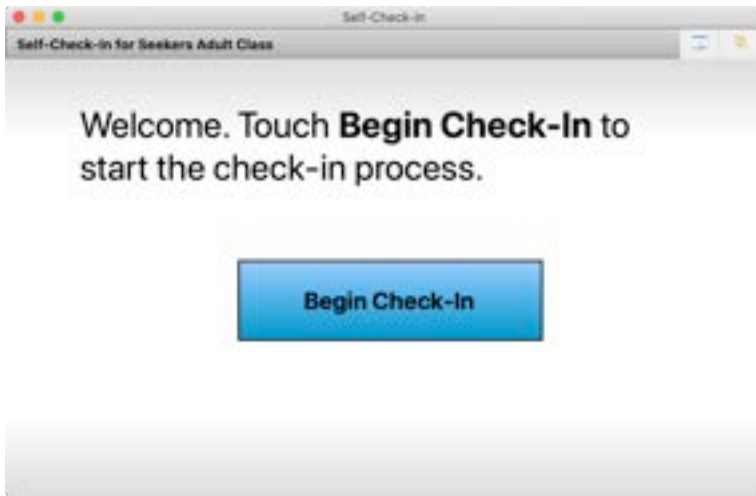 Self-Check-in
Self-Check-In for Seekers Adult Class
Welcome. Touch Begin Check-In to
start the check-in process.
Begin Check-In